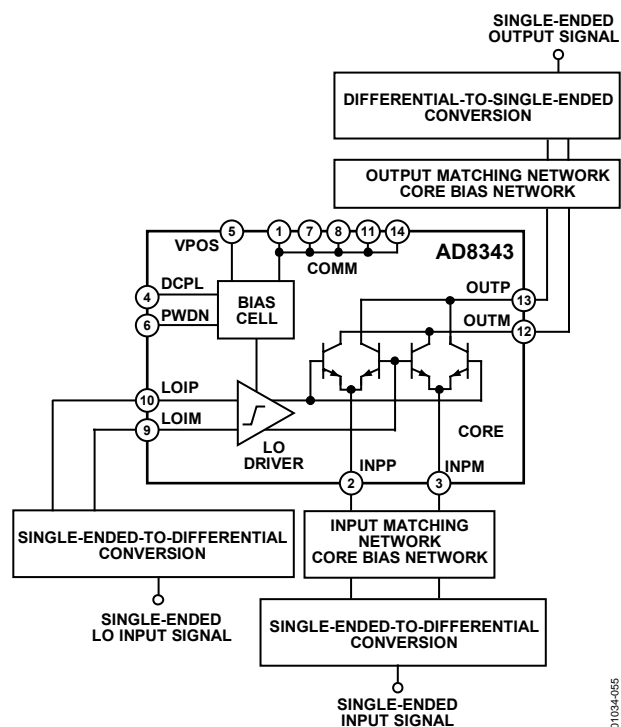 SINGLE-ENDED
OUTPUT SIGNAL
DIFFERENTIAL-TO-SINGLE-ENDED
CONVERSION
OUTPUT MATCHING NETWORK
CORE BIAS NETWORK
5
1
7
8
11
14
VPOS
COMM
AD8343
4
DCPL
6
PWDN
BIAS
CELL
OUTP
13
OUTM
12
10
LOIP
9
LOIM
LO
DRIVER
CORE
INPP
INPM
2
3
SINGLE-ENDED-TO-DIFFERENTIAL
CONVERSION
INPUT MATCHING
NETWORK
CORE BIAS NETWORK
SINGLE-ENDED
LO INPUT SIGNAL
SINGLE-ENDED-TO-DIFFERENTIAL
CONVERSION
SINGLE-ENDED
INPUT SIGNAL
01034-055